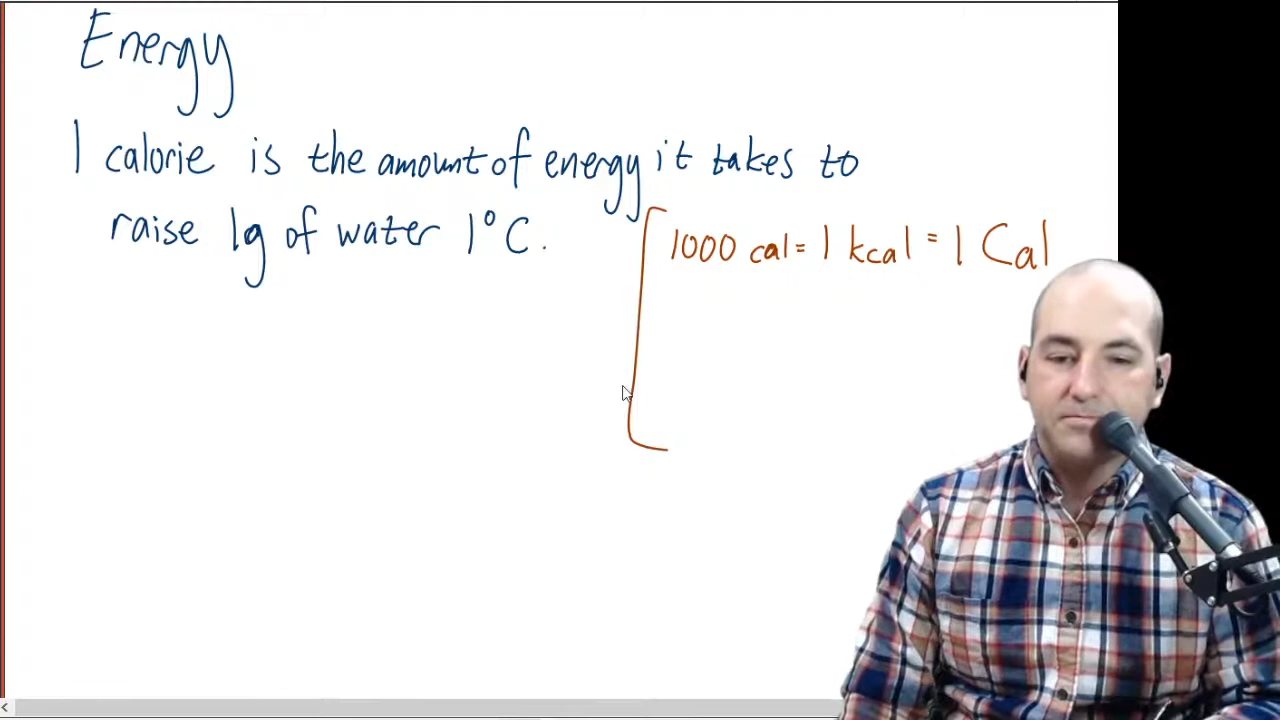 Energy
1 calorie is the amount of energy it takes to
raise 1g of water 1°C.
1000 cal = 1 kcal = 1 Cal